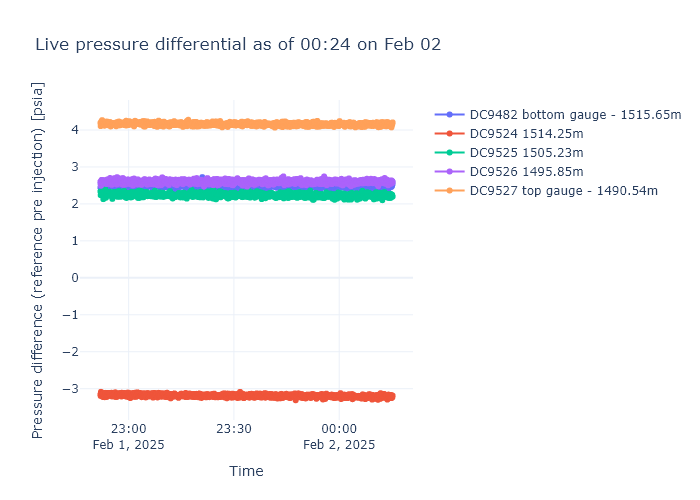 Live pressure differential as of 00:24 on Feb 02
Pressure difference (reference pre injection) [psia]
4
3
2
1
0
−1
−2
−3
23:00
Feb 1, 2025
23:30
00:00
Feb 2, 2025
Time
DC9482 bottom gauge - 1515.65m
DC9524 1514.25m
DC9525 1505.23m
DC9526 1495.85m
DC9527 top gauge - 1490.54m